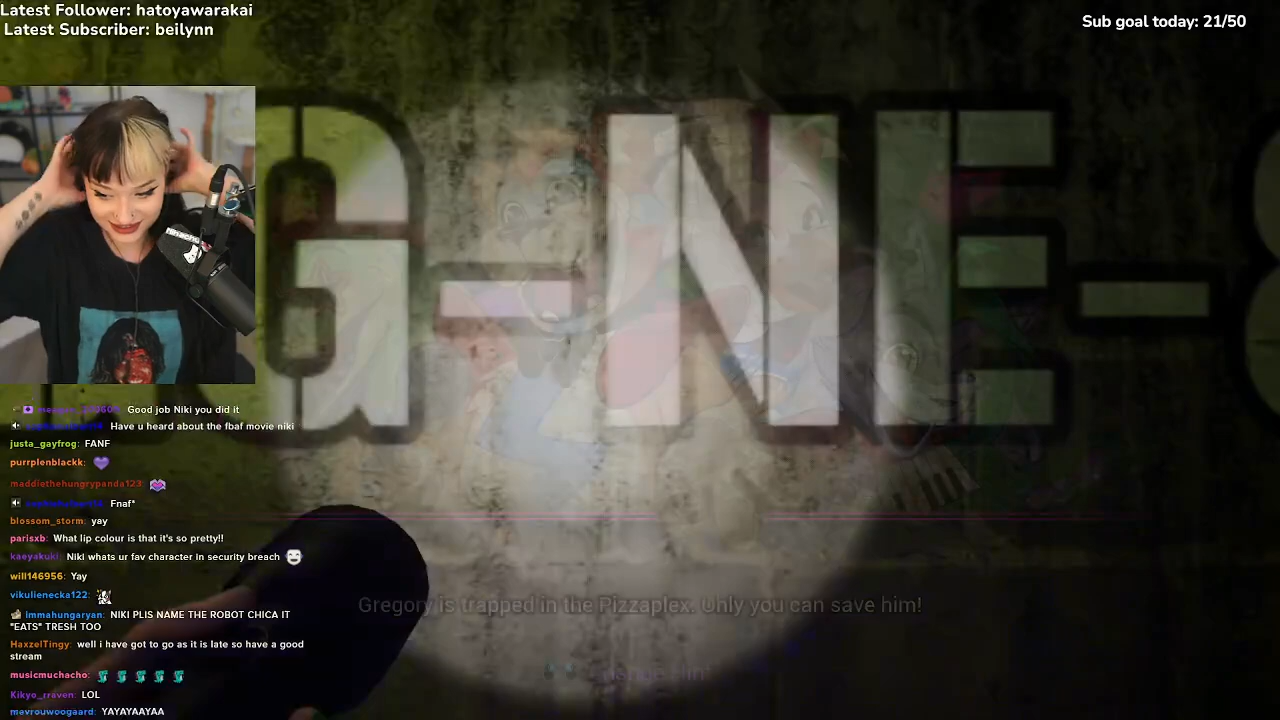 Latest Follower: hatoyawarakai
Latest Subscriber: beilynn
Sub goal today: 21/50
G-NE-8
Good job Niki you did it
Have u heard about the fbaf movie niki
justa_gayfrog: FANF
purrplenblackk:
maddiethehungrypanda123:
Fnaf*
blossom_storm: yay
parisxb: What lip colour is that it's so pretty!!
kaeyakuki: Niki whats ur fav character in security breach
will146956: Yay
vikulienecka122:
Immahungaryan: NIKI PLIS NAME THE ROBOT CHICA IT
"EATS" TRESH TOO
HaxzelTingy: well i have got to go as it is late so have a good
stream
musicmuchacho:
Kikyo_rraven: LOL
mevrouwoogaard: YAYAYAAYAA
Gregory is trapped in the Pizzaplex. Only you can save him!